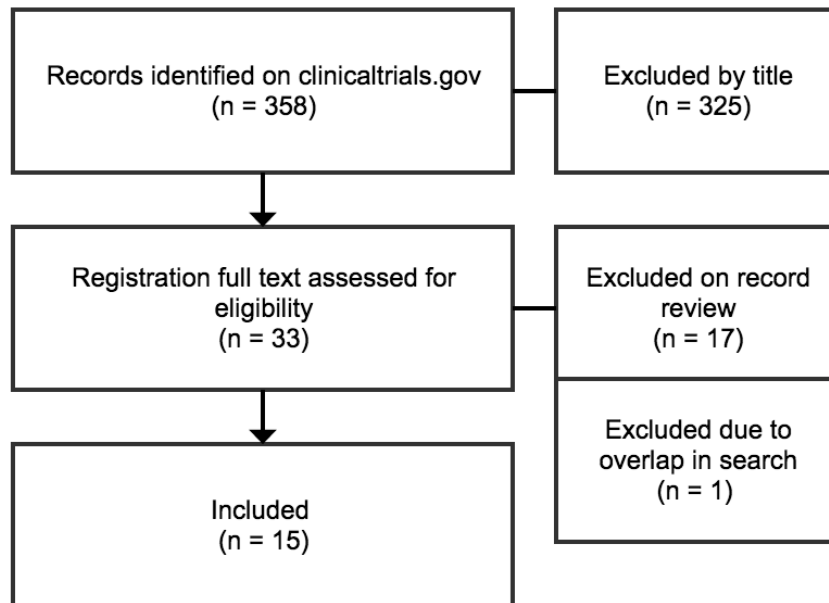 Records identified on clinicaltrials.gov
(n = 358)
Excluded by title
(n = 325)
Registration full text assessed for
eligibility
(n = 33)
Excluded on record
review
(n = 17)
Excluded due to
overlap in search
(n = 1)
Included
(n = 15)